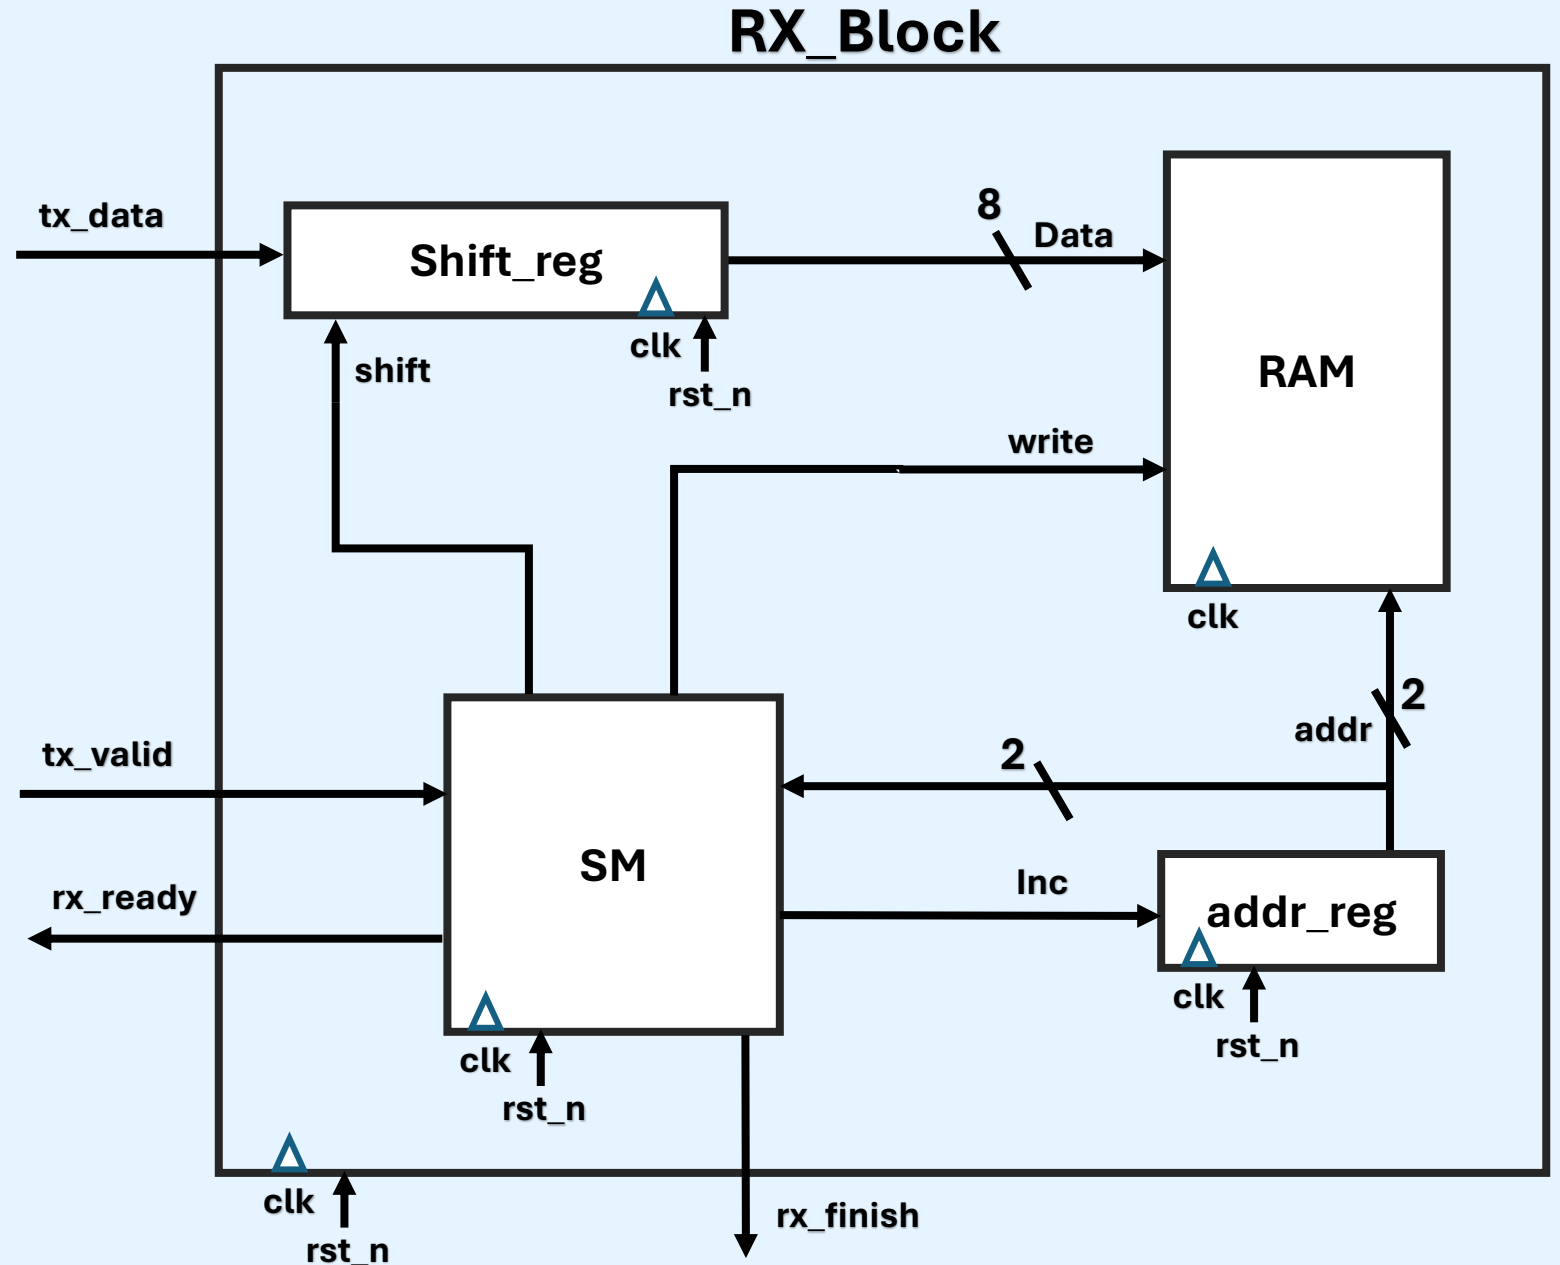 RX_Block
tx_data
8
Data
Shift_reg
clk
shift
rst_n
RAM
write
clk
2
addr
tx_valid
2
SM
Inc
rx_ready
addr_reg
clk
rst_n
clk
rst_n
clk
rx_finish
rst_n